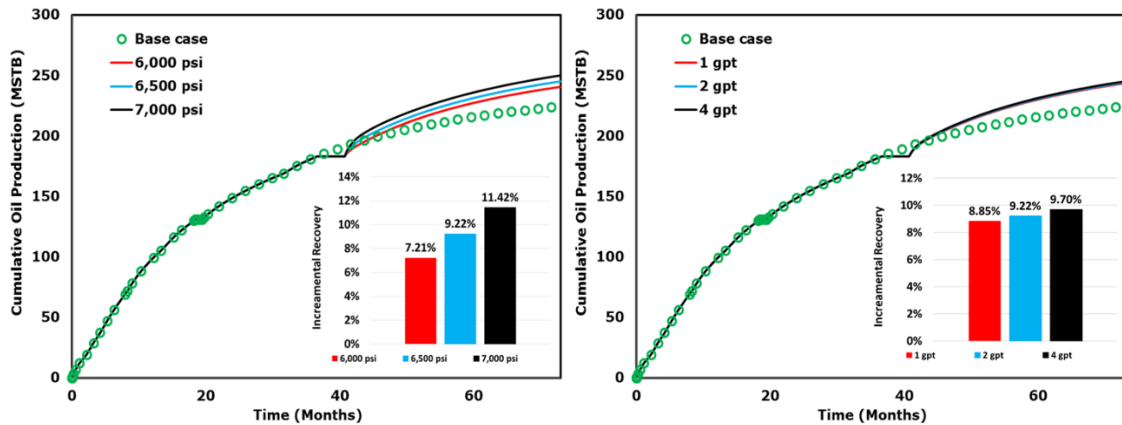 300
250
200
150
100
50
0
Cumulative Oil Production (MSTB)
Base case
6,000 psi
6,500 psi
7,000 psi
14%
12%
10%
8%
6%
4%
2%
0%
Increamental Recovery
7.21%
9.22%
11.42%
6,000 psi 6,500 psi 7,000 psi
0 20 40 60
Time (Months)
300
250
200
150
100
50
0
Cumulative Oil Production (MSTB)
Base case
1 gpt
2 gpt
4 gpt
12%
10%
8%
6%
4%
2%
0%
Increamental Recovery
8.85%
9.22%
9.70%
1 gpt 2 gpt 4 gpt
0 20 40 60
Time (Months)